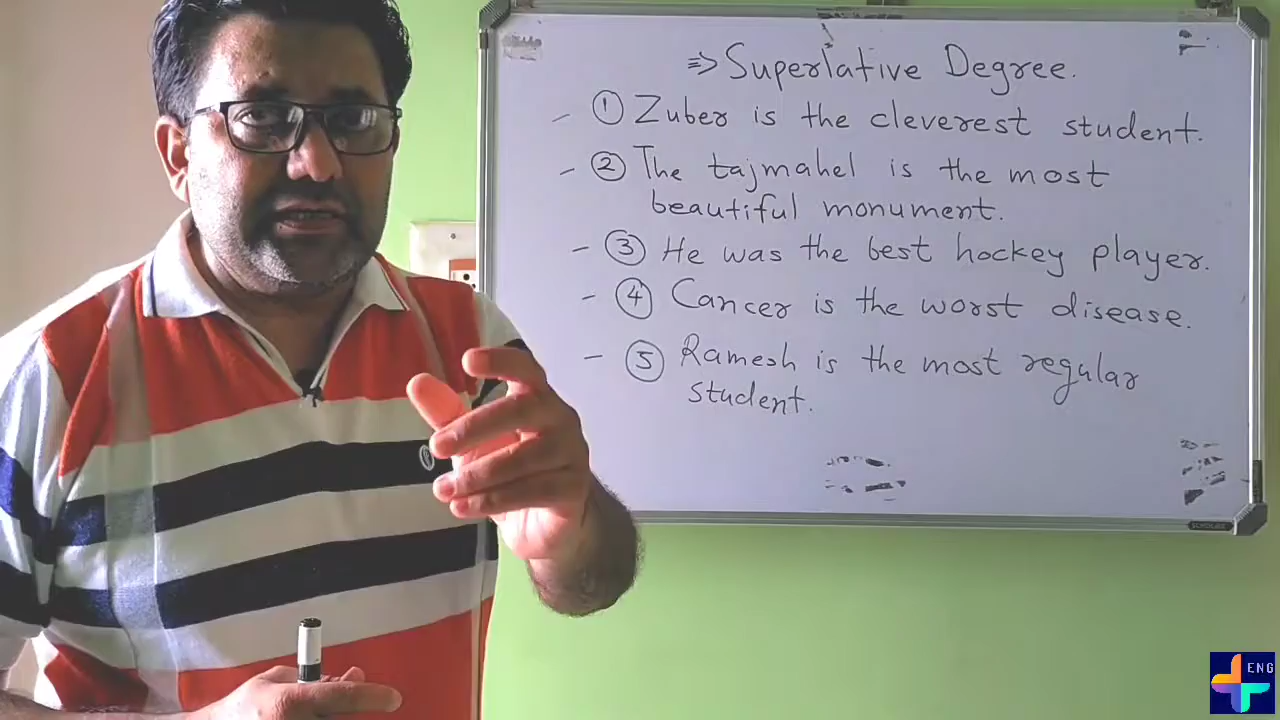 ⇒ Superlative Degree.
– ① Zuber is the cleverest student.
– ② The tajmahel is the most
beautiful monument.
– ③ He was the best hockey player.
– ④ Cancer is the worst disease.
– ⑤ Ramesh is the most regular
student.
ENG